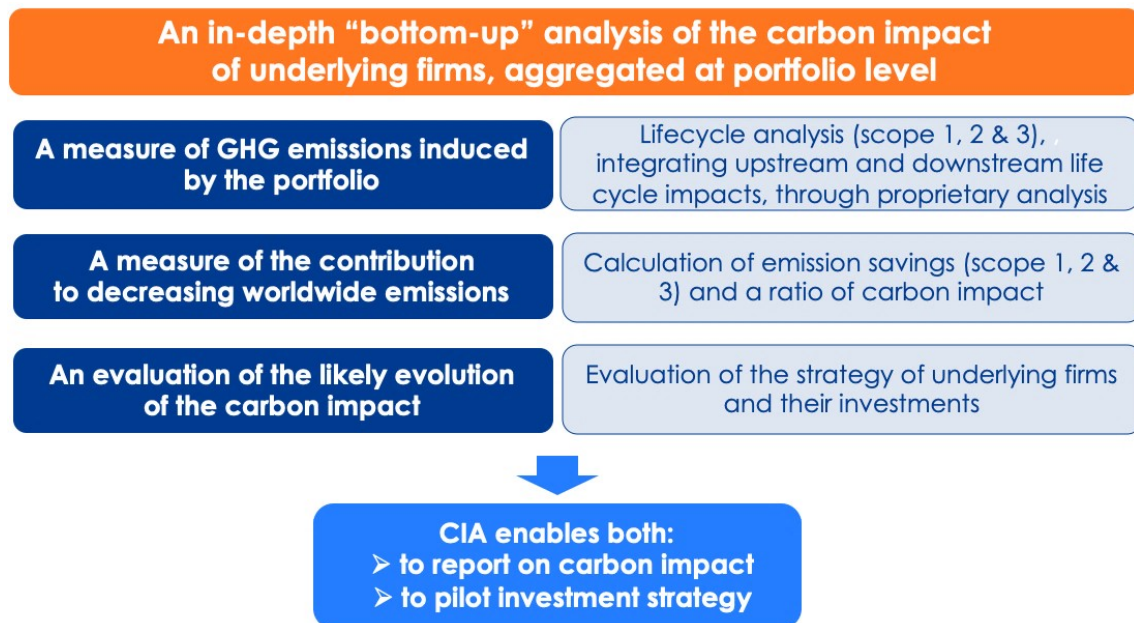 An in-depth “bottom-up” analysis of the carbon impact
of underlying firms, aggregated at portfolio level
A measure of GHG emissions induced
by the portfolio
Lifecycle analysis (scope 1, 2 & 3), ,
integrating upstream and downstream life
cycle impacts, through proprietary analysis
A measure of the contribution
to decreasing worldwide emissions
Calculation of emission savings (scope 1, 2 &
3) and a ratio of carbon impact
An evaluation of the likely evolution
of the carbon impact
Evaluation of the strategy of underlying firms
and their investments
CIA enables both:
➢ to report on carbon impact
➢ to pilot investment strategy